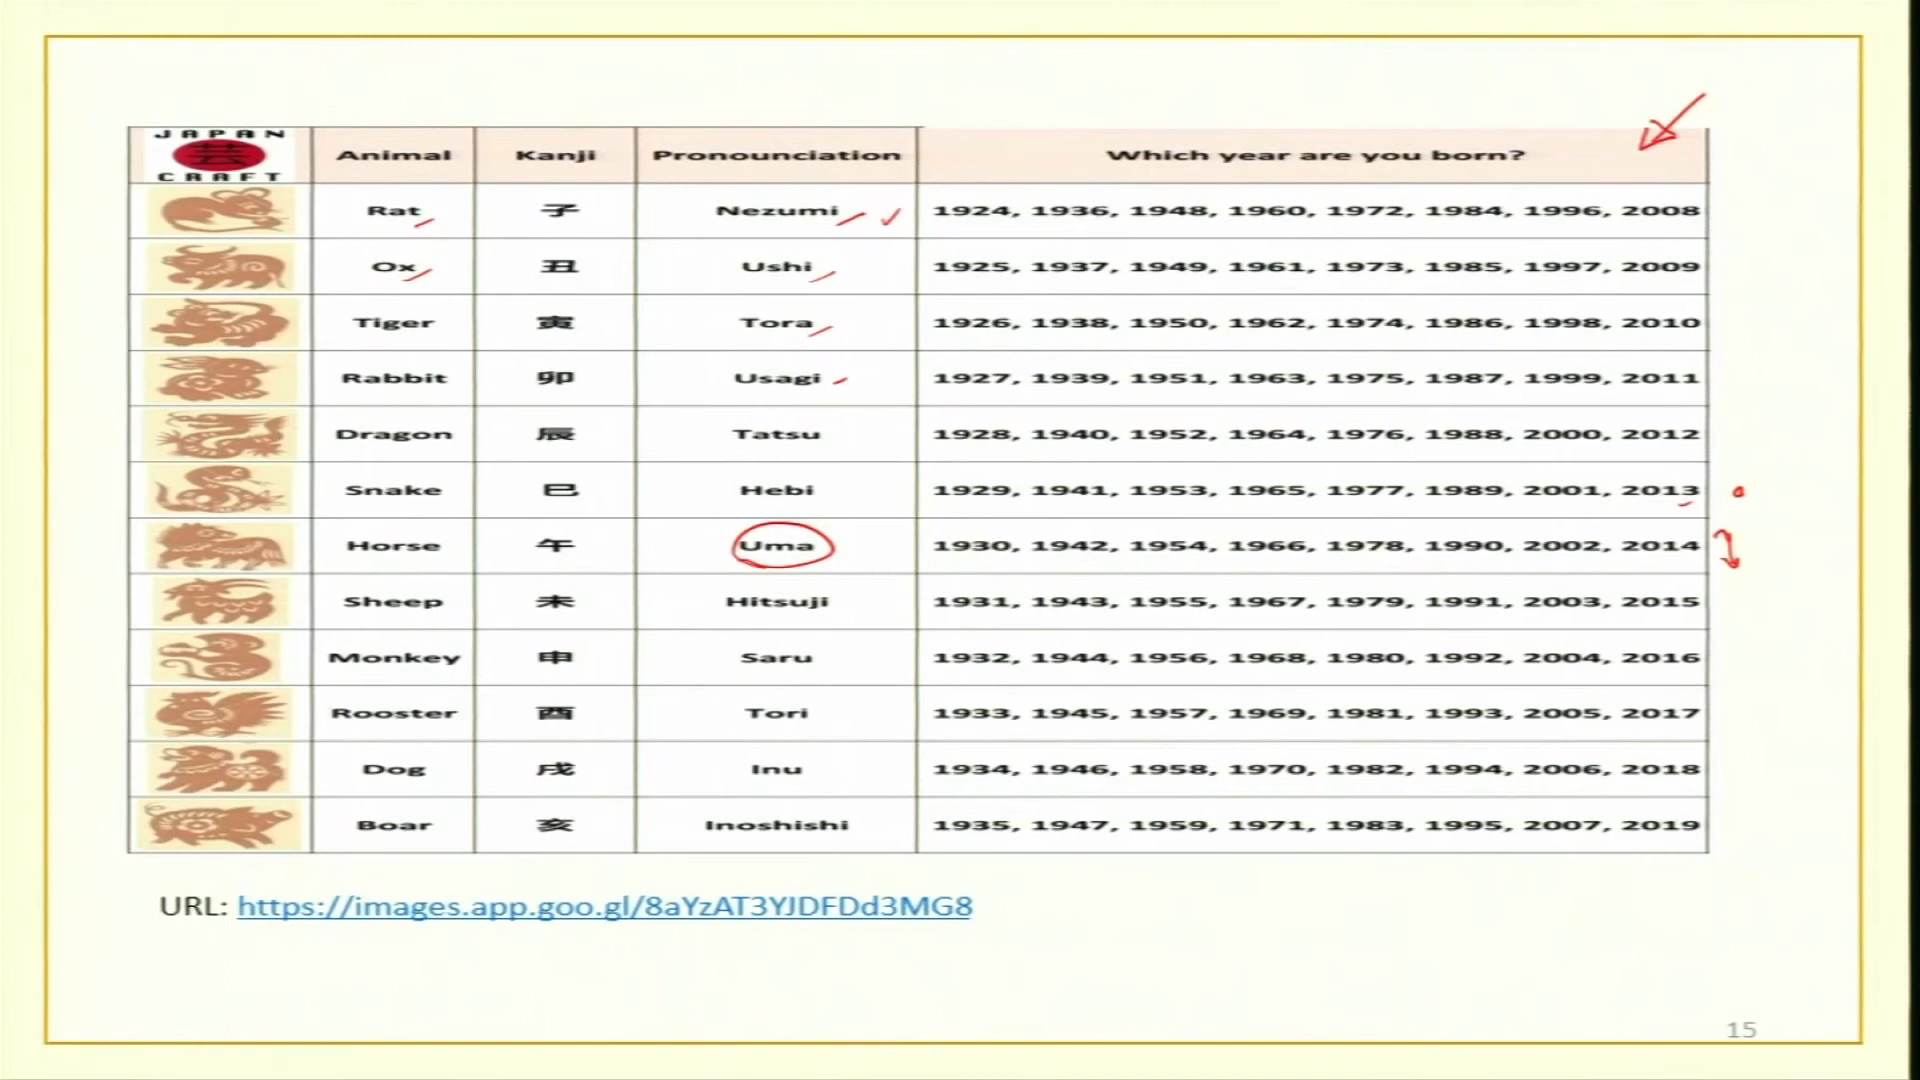 JAPAN
芸
CRAFT
Animal Kanji Pronounciation Which year are you born?
Rat 子 Nezumi 1924, 1936, 1948, 1960, 1972, 1984, 1996, 2008
Ox 丑 Ushi 1925, 1937, 1949, 1961, 1973, 1985, 1997, 2009
Tiger 寅 Tora 1926, 1938, 1950, 1962, 1974, 1986, 1998, 2010
Rabbit 卯 Usagi 1927, 1939, 1951, 1963, 1975, 1987, 1999, 2011
Dragon 辰 Tatsu 1928, 1940, 1952, 1964, 1976, 1988, 2000, 2012
Snake 巳 Hebi 1929, 1941, 1953, 1965, 1977, 1989, 2001, 2013
Horse 午 Uma 1930, 1942, 1954, 1966, 1978, 1990, 2002, 2014
Sheep 未 Hitsuji 1931, 1943, 1955, 1967, 1979, 1991, 2003, 2015
Monkey 申 Saru 1932, 1944, 1956, 1968, 1980, 1992, 2004, 2016
Rooster 酉 Tori 1933, 1945, 1957, 1969, 1981, 1993, 2005, 2017
Dog 戌 Inu 1934, 1946, 1958, 1970, 1982, 1994, 2006, 2018
Boar 亥 Inoshishi 1935, 1947, 1959, 1971, 1983, 1995, 2007, 2019
URL: https://images.app.goo.gl/8aYzAT3YJDFDd3MG8
15